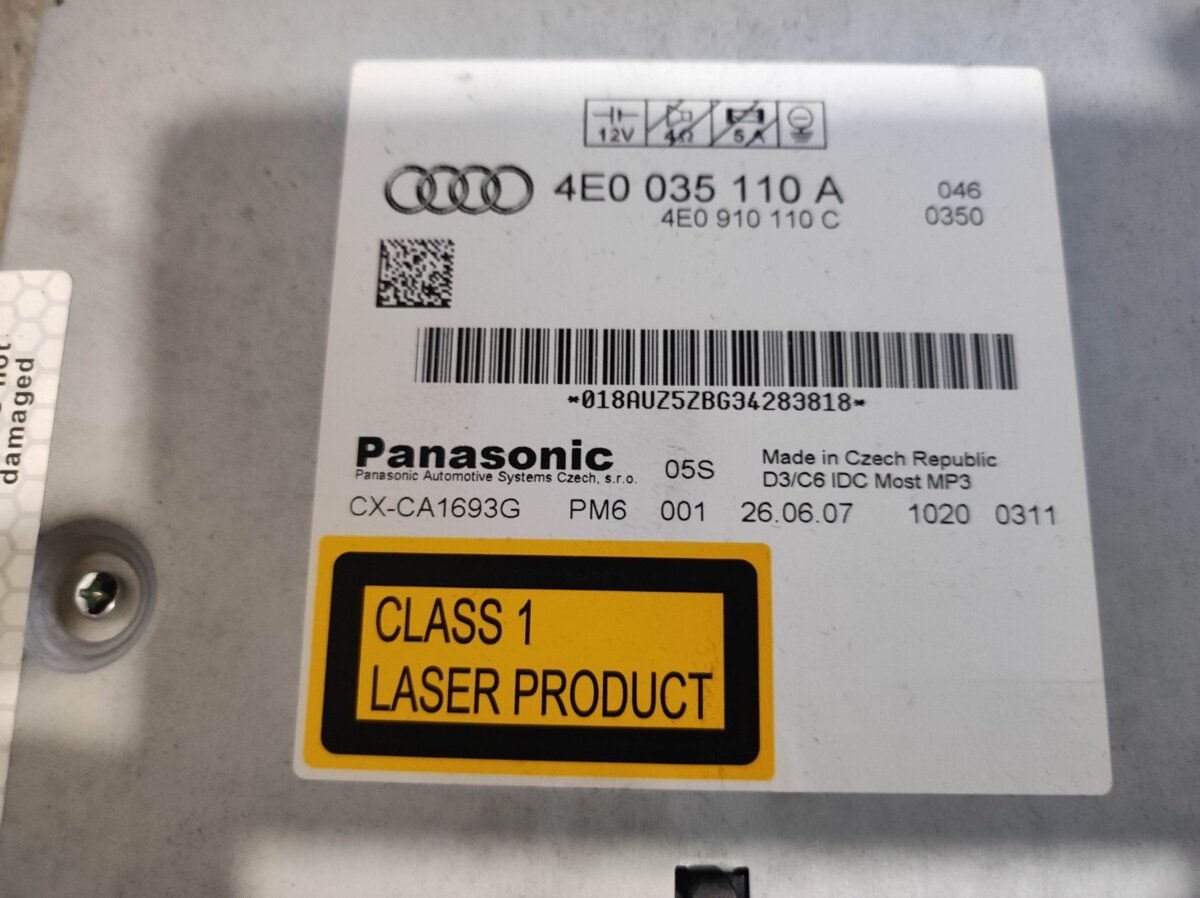 12V 4Ω 5A
4E0 035 110 A 046
4E0 910 110 C 0350
*018AUZ5ZBG34283818*
Panasonic 05S Made in Czech Republic
Panasonic Automotive Systems Czech, s.r.o. D3/C6 IDC Most MP3
CX-CA1693G PM6 001 26.06.07 1020 0311
CLASS 1
LASER PRODUCT
not
damaged